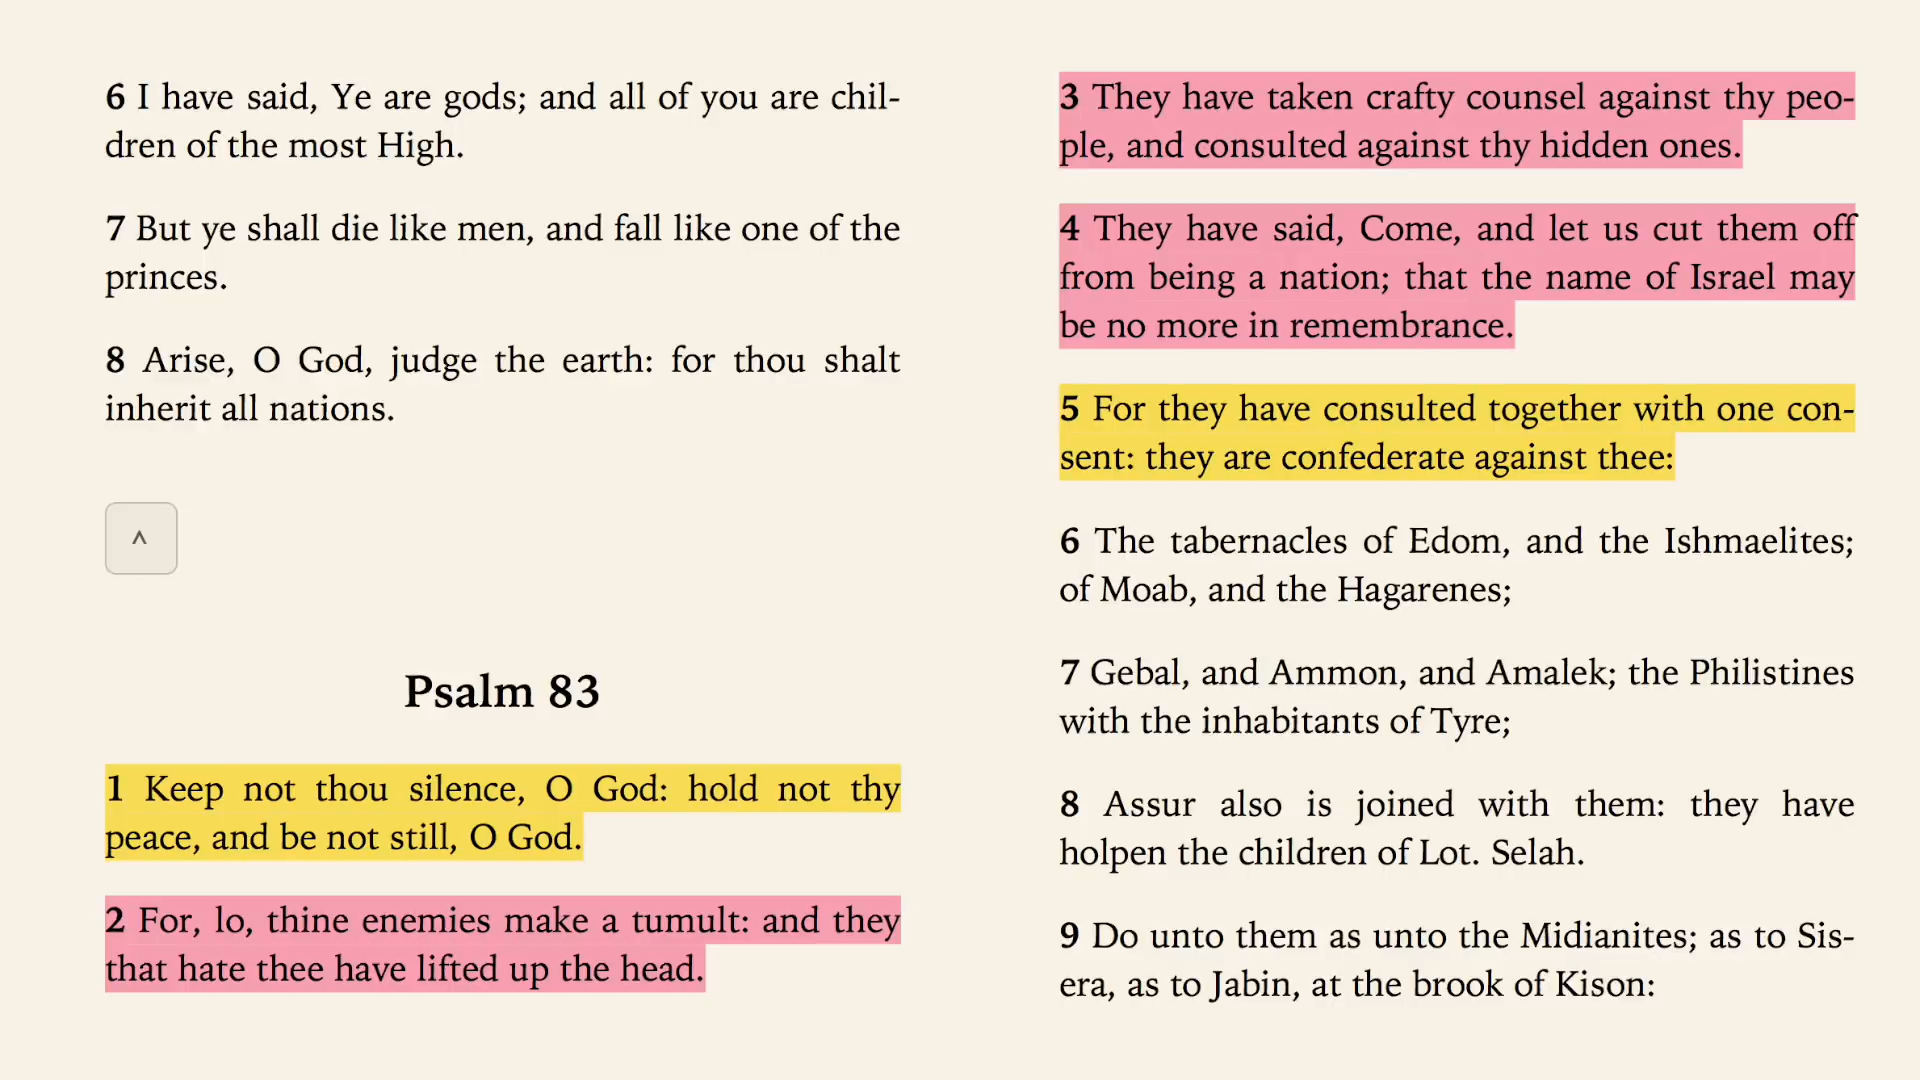 6 I have said, Ye are gods; and all of you are chil-
dren of the most High.
7 But ye shall die like men, and fall like one of the
princes.
8 Arise, O God, judge the earth: for thou shalt
inherit all nations.
^
Psalm 83
1 Keep not thou silence, O God: hold not thy
peace, and be not still, O God.
2 For, lo, thine enemies make a tumult: and they
that hate thee have lifted up the head.
3 They have taken crafty counsel against thy peo-
ple, and consulted against thy hidden ones.
4 They have said, Come, and let us cut them off
from being a nation; that the name of Israel may
be no more in remembrance.
5 For they have consulted together with one con-
sent: they are confederate against thee:
6 The tabernacles of Edom, and the Ishmaelites;
of Moab, and the Hagarenes;
7 Gebal, and Ammon, and Amalek; the Philistines
with the inhabitants of Tyre;
8 Assur also is joined with them: they have
holpen the children of Lot. Selah.
9 Do unto them as unto the Midianites; as to Sis-
era, as to Jabin, at the brook of Kison: